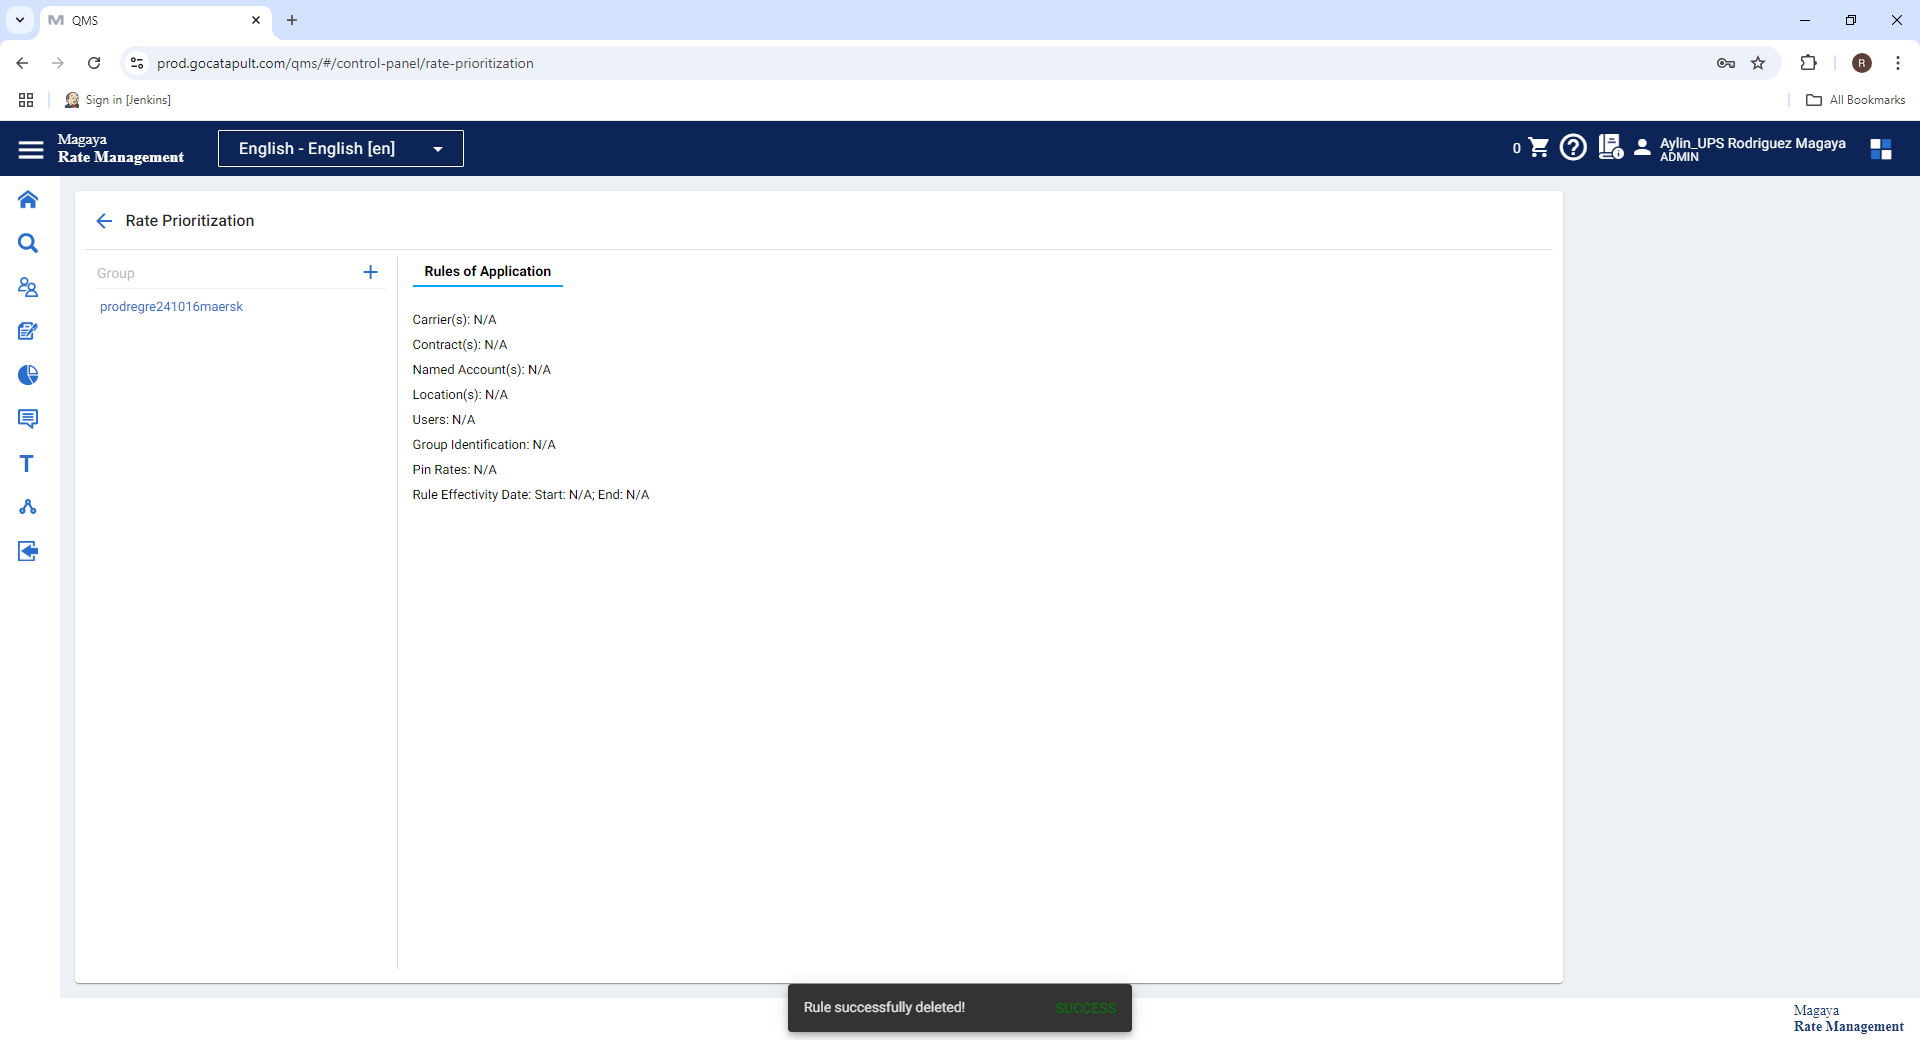 QMS
prod.gocatapult.com/qms/#/control-panel/rate-prioritization
R
Sign in [Jenkins]
All Bookmarks
Magaya
Rate Management
English - English [en]
0
Aylin_UPS Rodriguez Magaya
ADMIN
Rate Prioritization
Group
prodregre241016maersk
Rules of Application
Carrier(s): N/A
Contract(s): N/A
Named Account(s): N/A
Location(s): N/A
Users: N/A
Group Identification: N/A
Pin Rates: N/A
Rule Effectivity Date: Start: N/A; End: N/A
T
Rule successfully deleted!
SUCCESS
Magaya
Rate Management